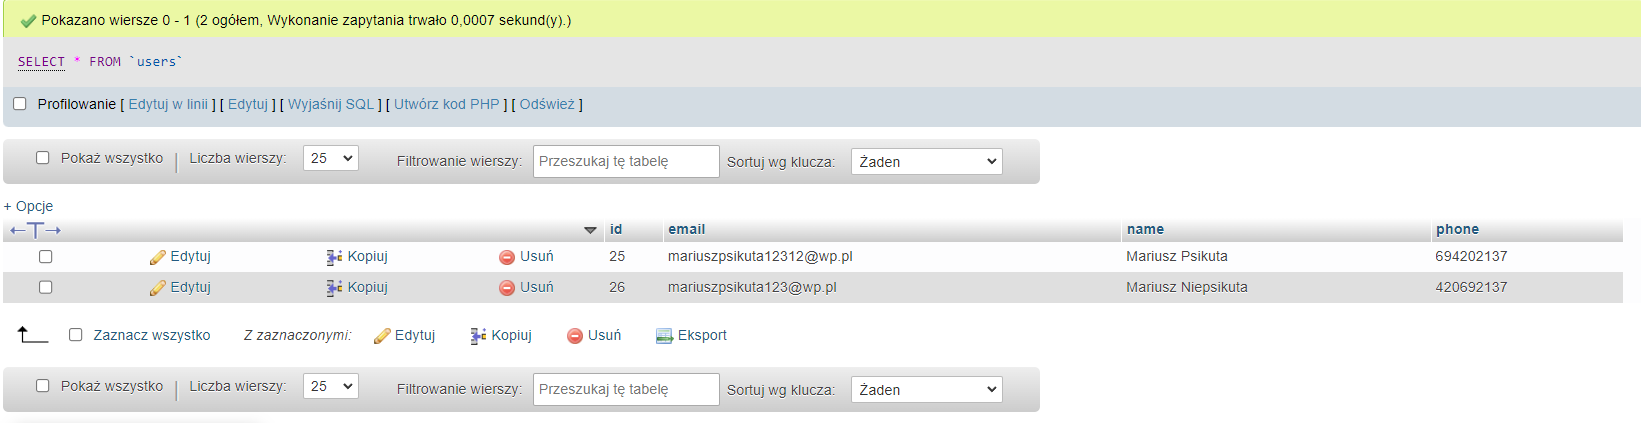 Pokazano wiersze 0 - 1 (2 ogółem, Wykonanie zapytania trwało 0,0007 sekund(y).)
SELECT * FROM `users`
Profilowanie [ Edytuj w linii ] [ Edytuj ] [ Wyjaśnij SQL ] [ Utwórz kod PHP ] [ Odśwież ]
Pokaż wszystko | Liczba wierszy: 25 Filtrowanie wierszy: Przeszukaj tę tabelę Sortuj wg klucza: Żaden
+ Opcje
←T→ id email name phone
Edytuj Kopiuj Usuń 25 mariuszpsikuta12312@wp.pl Mariusz Psikuta 694202137
Edytuj Kopiuj Usuń 26 mariuszpsikuta123@wp.pl Mariusz Niepsikuta 420692137
Zaznacz wszystko Z zaznaczonymi: Edytuj Kopiuj Usuń Eksport
Pokaż wszystko | Liczba wierszy: 25 Filtrowanie wierszy: Przeszukaj tę tabelę Sortuj wg klucza: Żaden